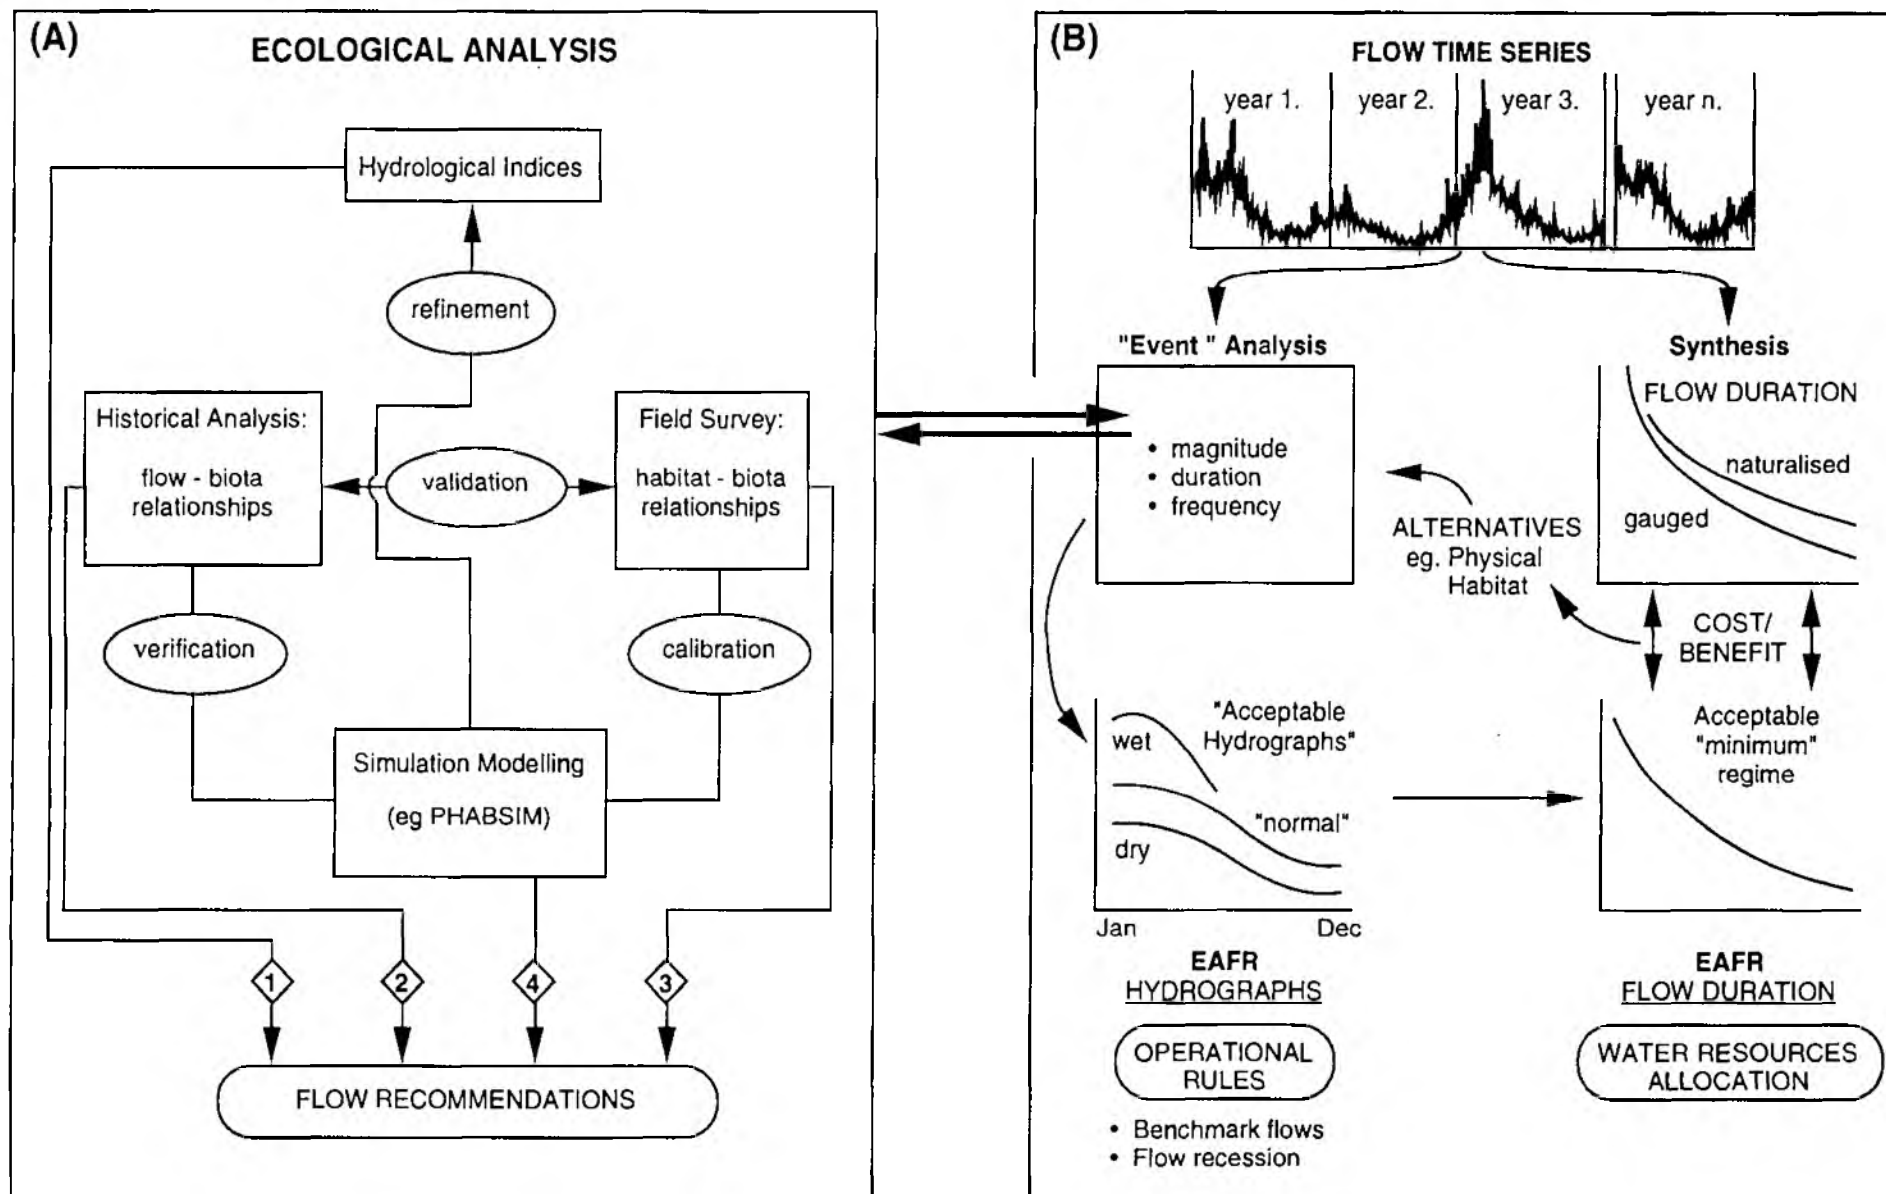 (A)
ECOLOGICAL ANALYSIS
Hydrological Indices
refinement
Historical Analysis:
flow - biota
relationships
validation
Field Survey:
habitat - biota
relationships
verification
calibration
Simulation Modelling
(eg PHABSIM)
1
2
4
3
FLOW RECOMMENDATIONS
(B)
FLOW TIME SERIES
year 1.
year 2.
year 3.
year n.
"Event " Analysis
• magnitude
• duration
• frequency
Synthesis
FLOW DURATION
naturalised
gauged
ALTERNATIVES
eg. Physical
Habitat
COST/
BENEFIT
"Acceptable
Hydrographs"
wet
"normal"
dry
Jan
Dec
Acceptable
"minimum"
regime
EAFR
HYDROGRAPHS
OPERATIONAL
RULES
• Benchmark flows
• Flow recession
EAFR
FLOW DURATION
WATER RESOURCES
ALLOCATION